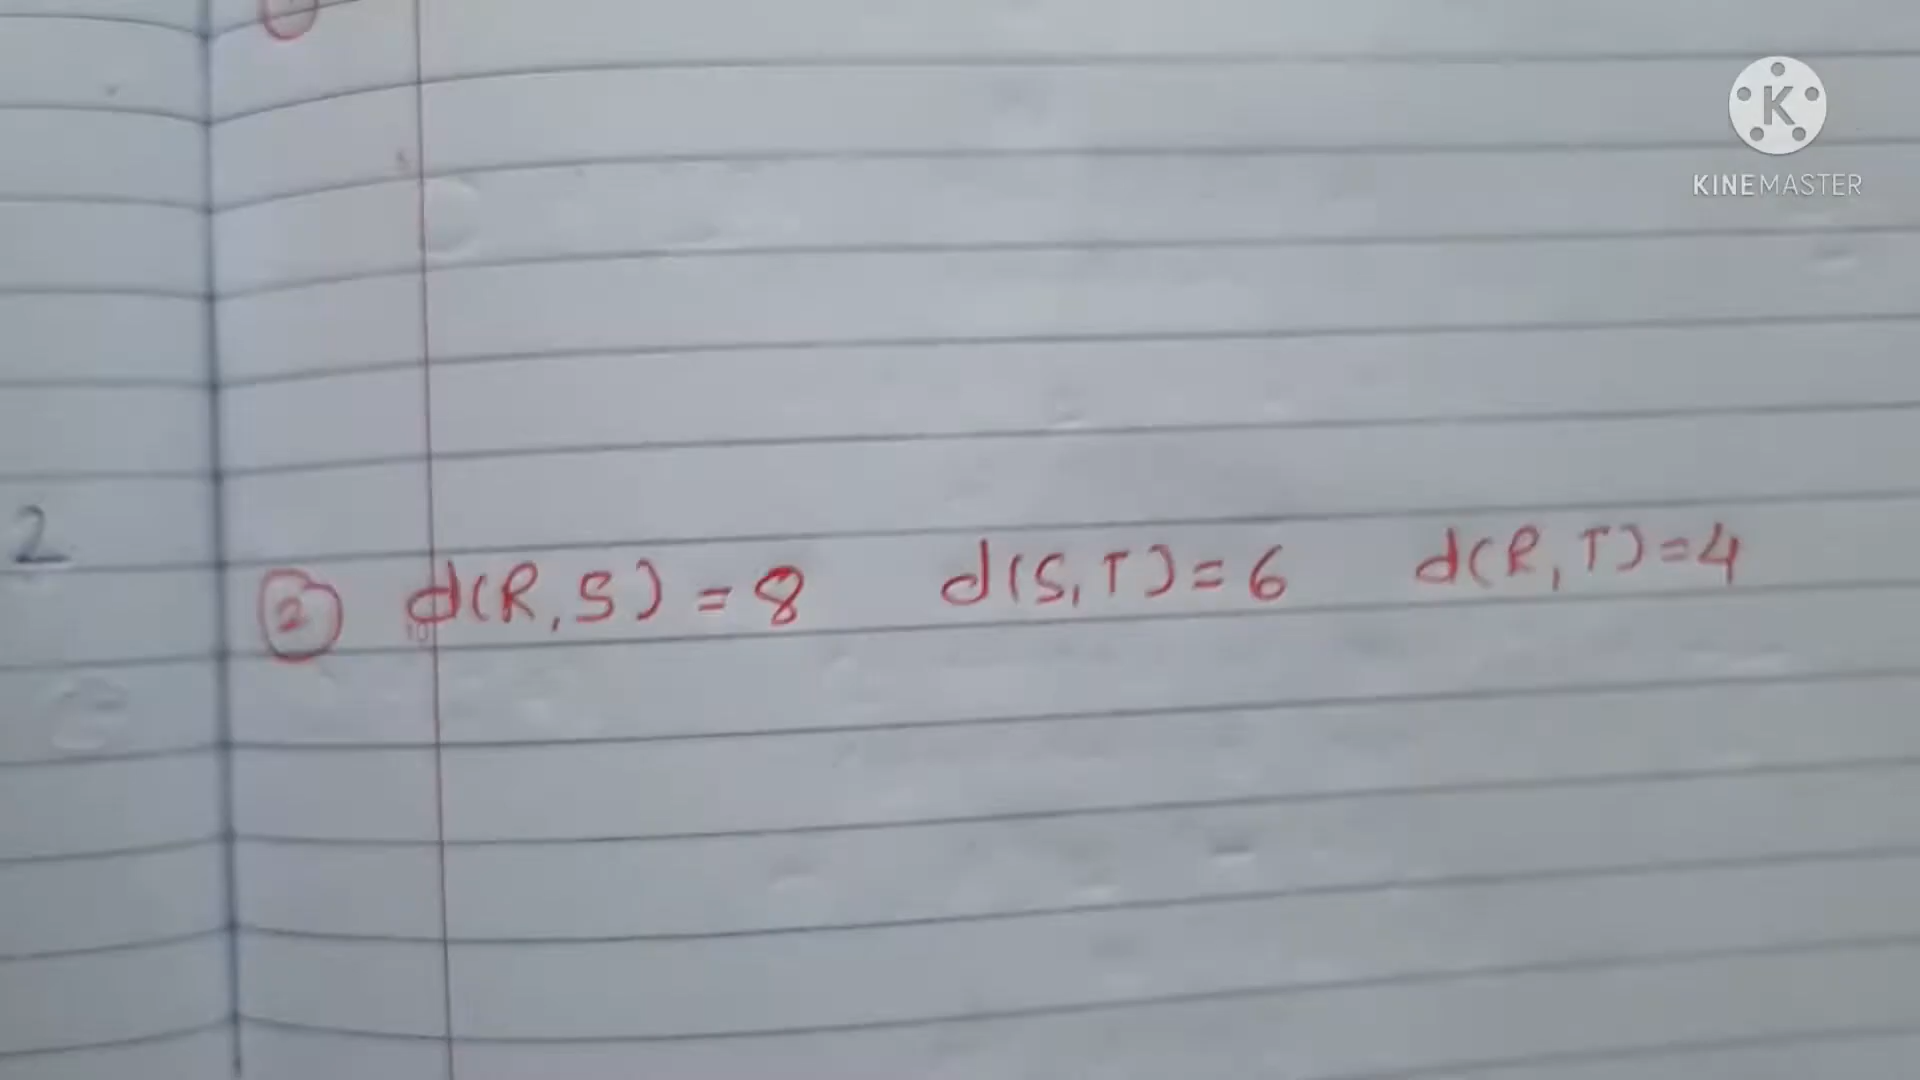 K
KINEMASTER
2
② d(R, S) = 8 d(S, T) = 6 d(R, T) = 4